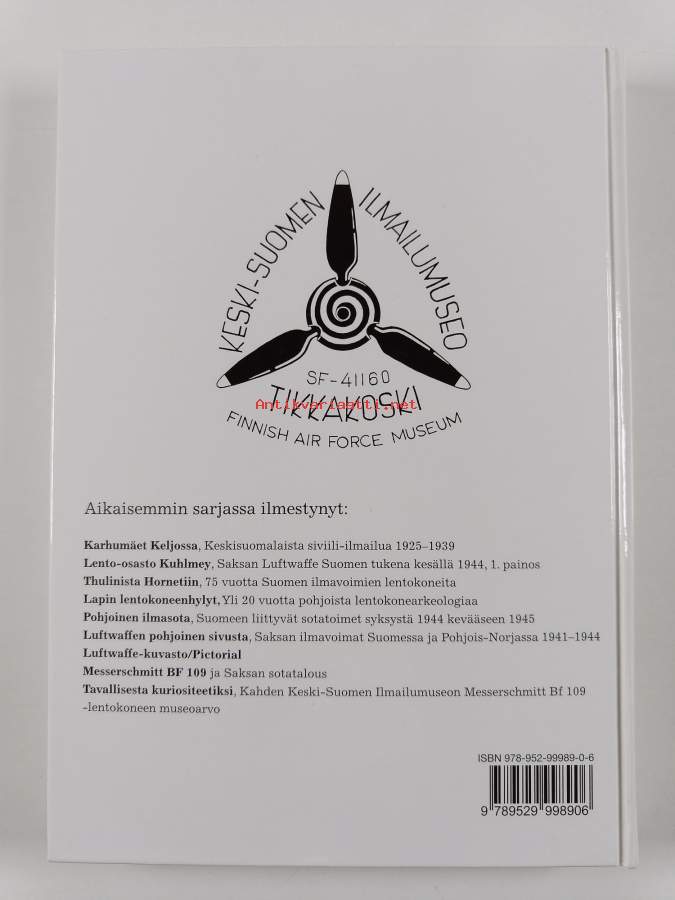 KESKI-SUOMEN ILMAILUMUSEO
SF-41160
TIKKAKOSKI
Antikvariaatti.net
FINNISH AIR FORCE MUSEUM
Aikaisemmin sarjassa ilmestynyt:
Karhumäet Keljossa, Keskisuomalaista siviili-ilmailua 1925–1939
Lento-osasto Kuhlmey, Saksan Luftwaffe Suomen tukena kesällä 1944, 1. painos
Thulinista Hornetiin, 75 vuotta Suomen ilmavoimien lentokoneita
Lapin lentokoneenhylyt, Yli 20 vuotta pohjoista lentokonearkeologiaa
Pohjoinen ilmasota, Suomeen liittyvät sotatoimet syksystä 1944 kevääseen 1945
Luftwaffen pohjoinen sivusta, Saksan ilmavoimat Suomessa ja Pohjois-Norjassa 1941–1944
Luftwaffe-kuvasto/Pictorial
Messerschmitt BF 109 ja Saksan sotatalous
Tavallisesta kuriositeetiksi, Kahden Keski-Suomen Ilmailumuseon Messerschmitt Bf 109
-lentokoneen museoarvo
ISBN 978-952-99989-0-6
9 789529 998906